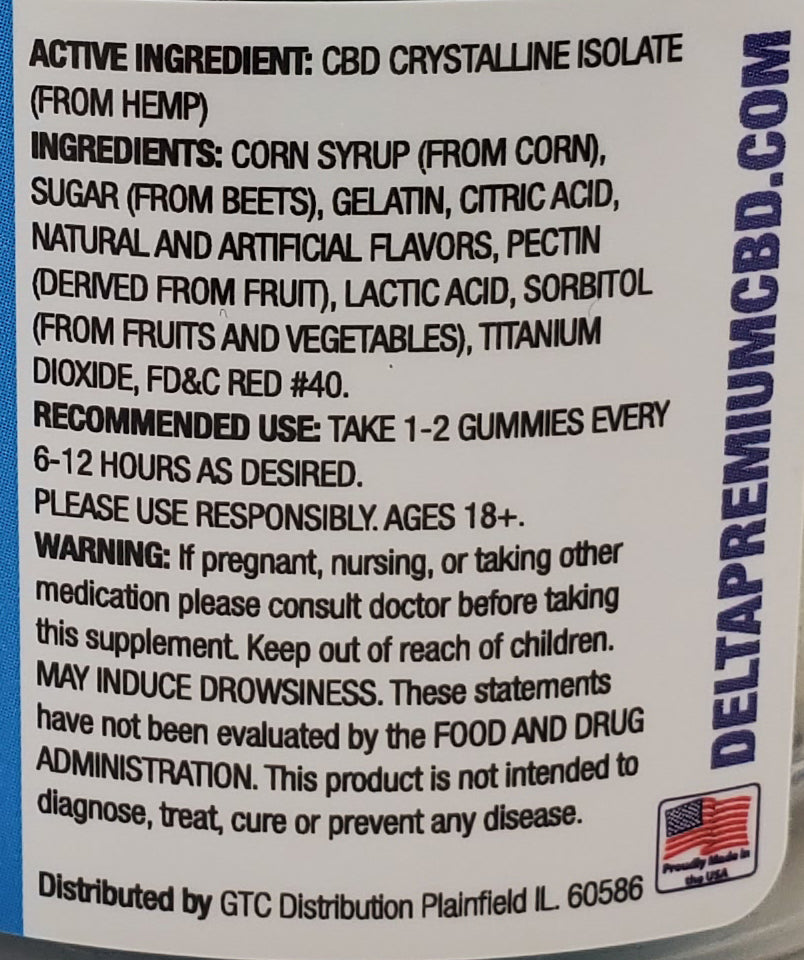 ACTIVE INGREDIENT: CBD CRYSTALLINE ISOLATE
(FROM HEMP)
INGREDIENTS: CORN SYRUP (FROM CORN),
SUGAR (FROM BEETS), GELATIN, CITRIC ACID,
NATURAL AND ARTIFICIAL FLAVORS, PECTIN
(DERIVED FROM FRUIT), LACTIC ACID, SORBITOL
(FROM FRUITS AND VEGETABLES), TITANIUM
DIOXIDE, FD&C RED #40.
RECOMMENDED USE: TAKE 1-2 GUMMIES EVERY
6-12 HOURS AS DESIRED.
PLEASE USE RESPONSIBLY. AGES 18+.
WARNING: If pregnant, nursing, or taking other
medication please consult doctor before taking
this supplement. Keep out of reach of children.
MAY INDUCE DROWSINESS. These statements
have not been evaluated by the FOOD AND DRUG
ADMINISTRATION. This product is not intended to
diagnose, treat, cure or prevent any disease.
Distributed by GTC Distribution Plainfield IL. 60586
DELTAPREMIUMCBD.COM
Proudly Made in
the USA